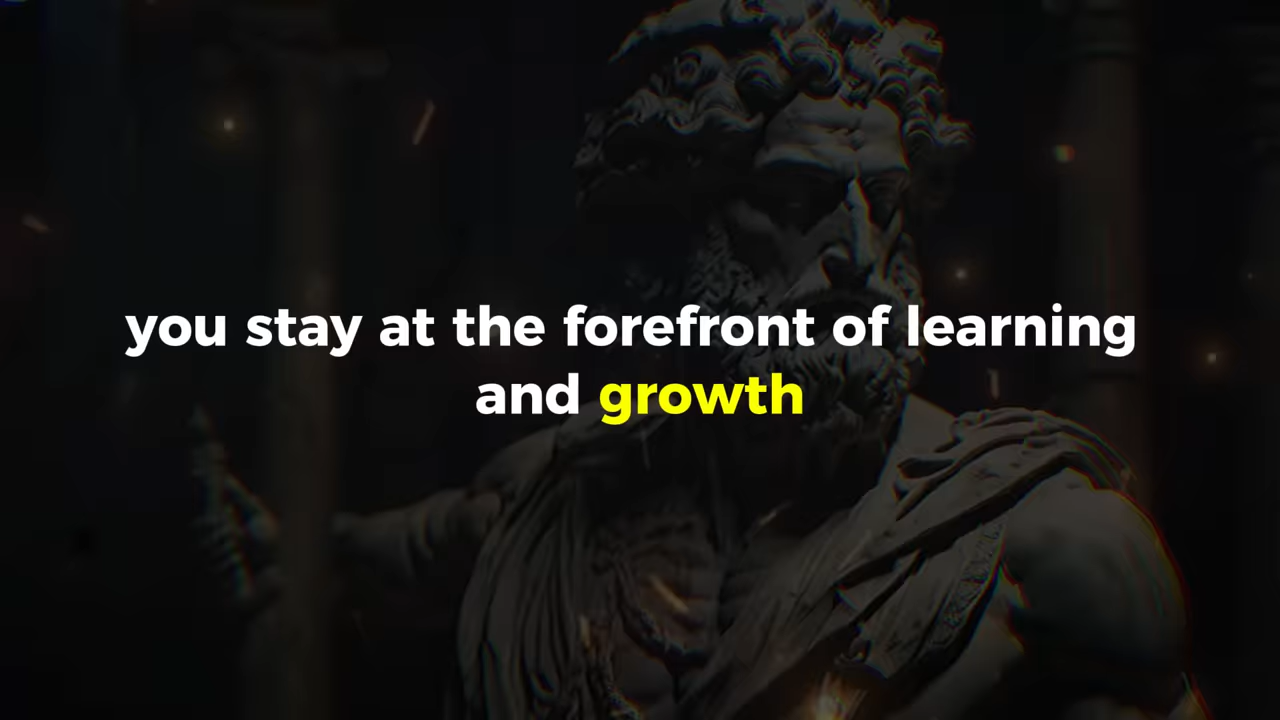 you stay at the forefront of learning
and growth